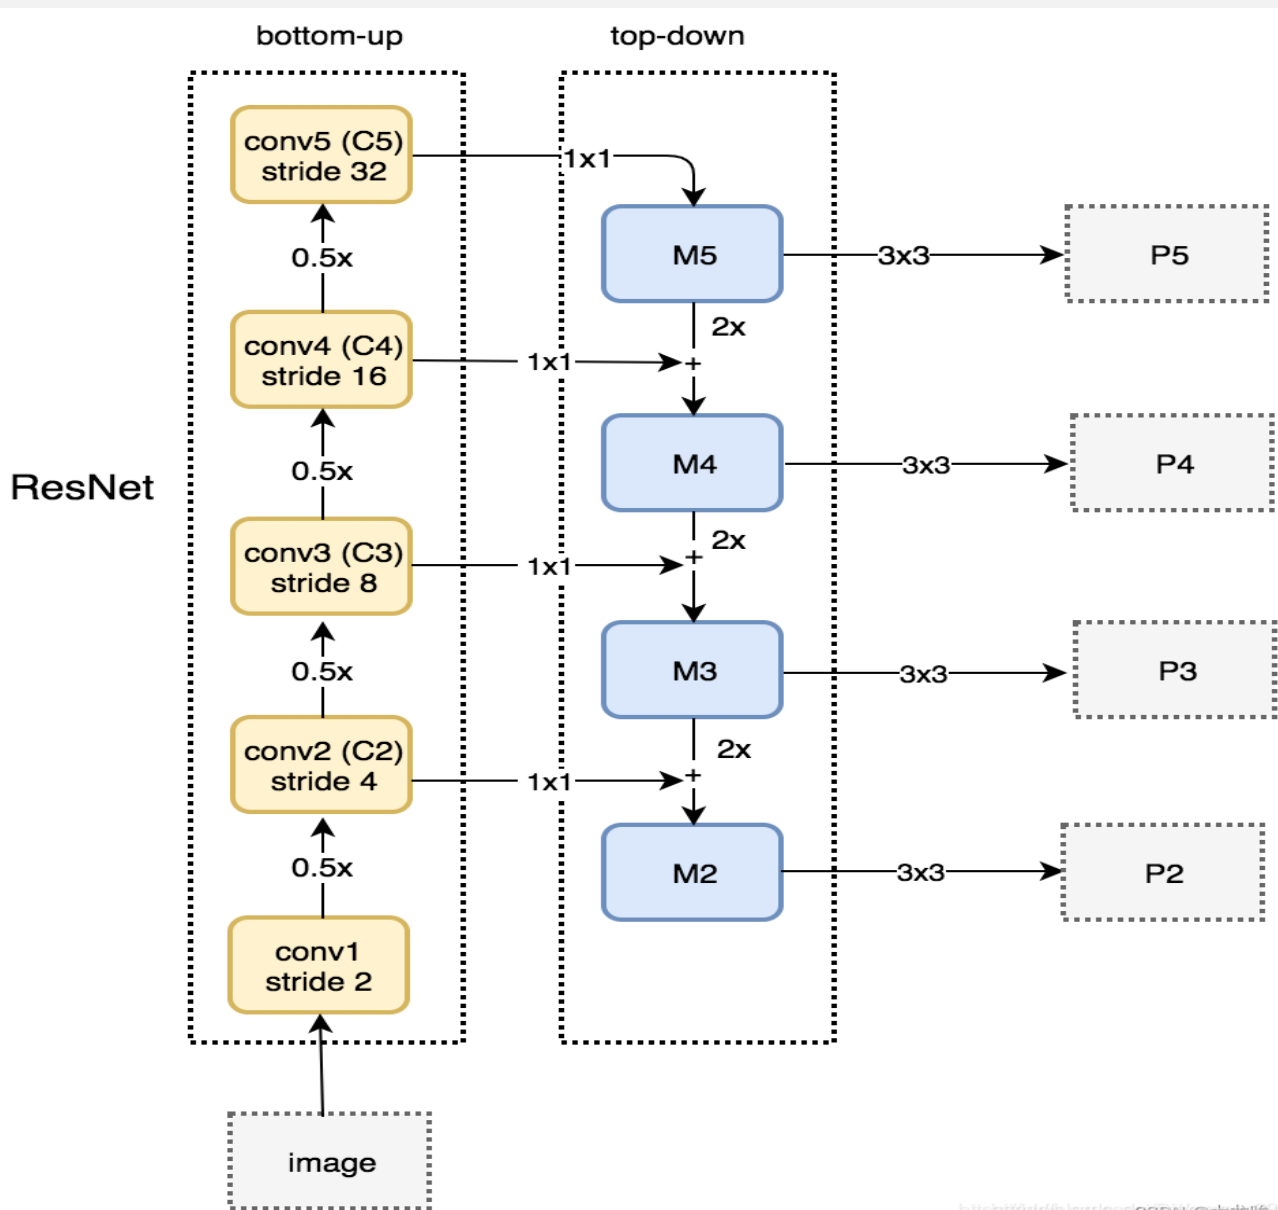 bottom-up
top-down
conv5 (C5)
stride 32
1x1
M5
3x3
P5
0.5x
2x
conv4 (C4)
stride 16
1x1
+
M4
3x3
P4
0.5x
2x
ResNet
conv3 (C3)
stride 8
1x1
+
M3
3x3
P3
0.5x
2x
conv2 (C2)
stride 4
1x1
+
M2
3x3
P2
0.5x
conv1
stride 2
image